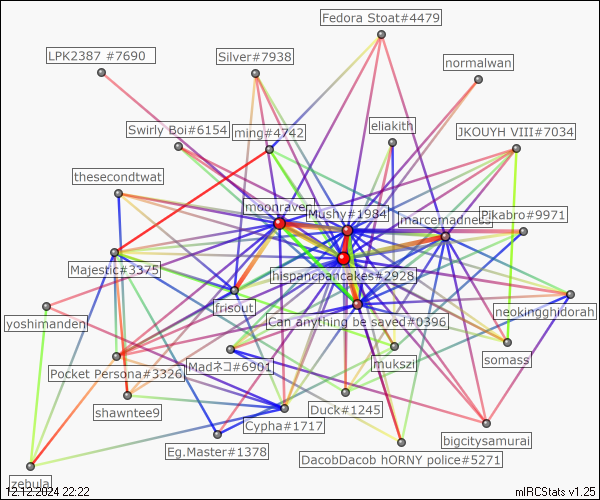 Fedora Stoat#4479
LPK2387 #7690
Silver#7938
normalwan
Swirly Boi#6154
ming#4742
eliakith
JKOUYH VIII#7034
thesecondtwat
moonraven
Mushy#1984
marcemadness
Pikabro#9971
Majestic#3375
hispancpancakes#2928
frisout
Can anything be saved#0396
neokingghidorah
yoshimanden
Pocket Persona#3326
Madネコ#6901
mukszi
somass
shawntee9
Cypha#1717
Duck#1245
bigcitysamurai
Eg.Master#1378
DacobDacob hORNY police#5271
zebula
12.12.2024 22:22
mIRCStats v1.25